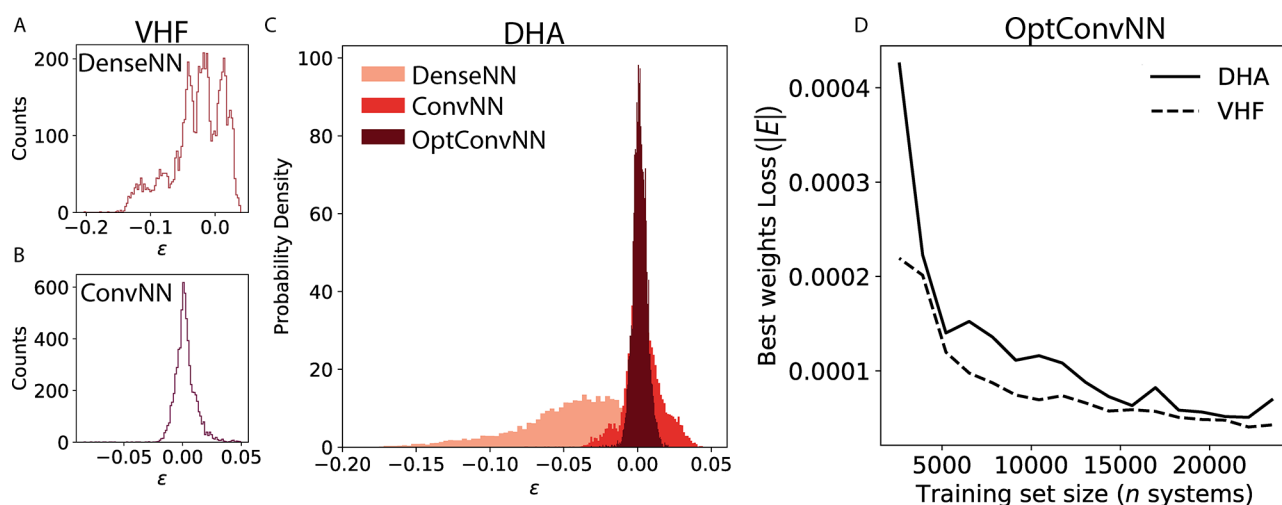 A
VHF
DenseNN
200
100
0
Counts
−0.2
−0.1
0.0
ε
B
ConvNN
600
400
200
0
Counts
−0.05
0.00
0.05
ε
C
DHA
DenseNN
ConvNN
OptConvNN
100
80
60
40
20
0
Probability Density
−0.20
−0.15
−0.10
−0.05
0.00
0.05
ε
D
OptConvNN
DHA
VHF
0.0004
0.0003
0.0002
0.0001
Best weights Loss (|E|)
5000
10000
15000
20000
Training set size (n systems)